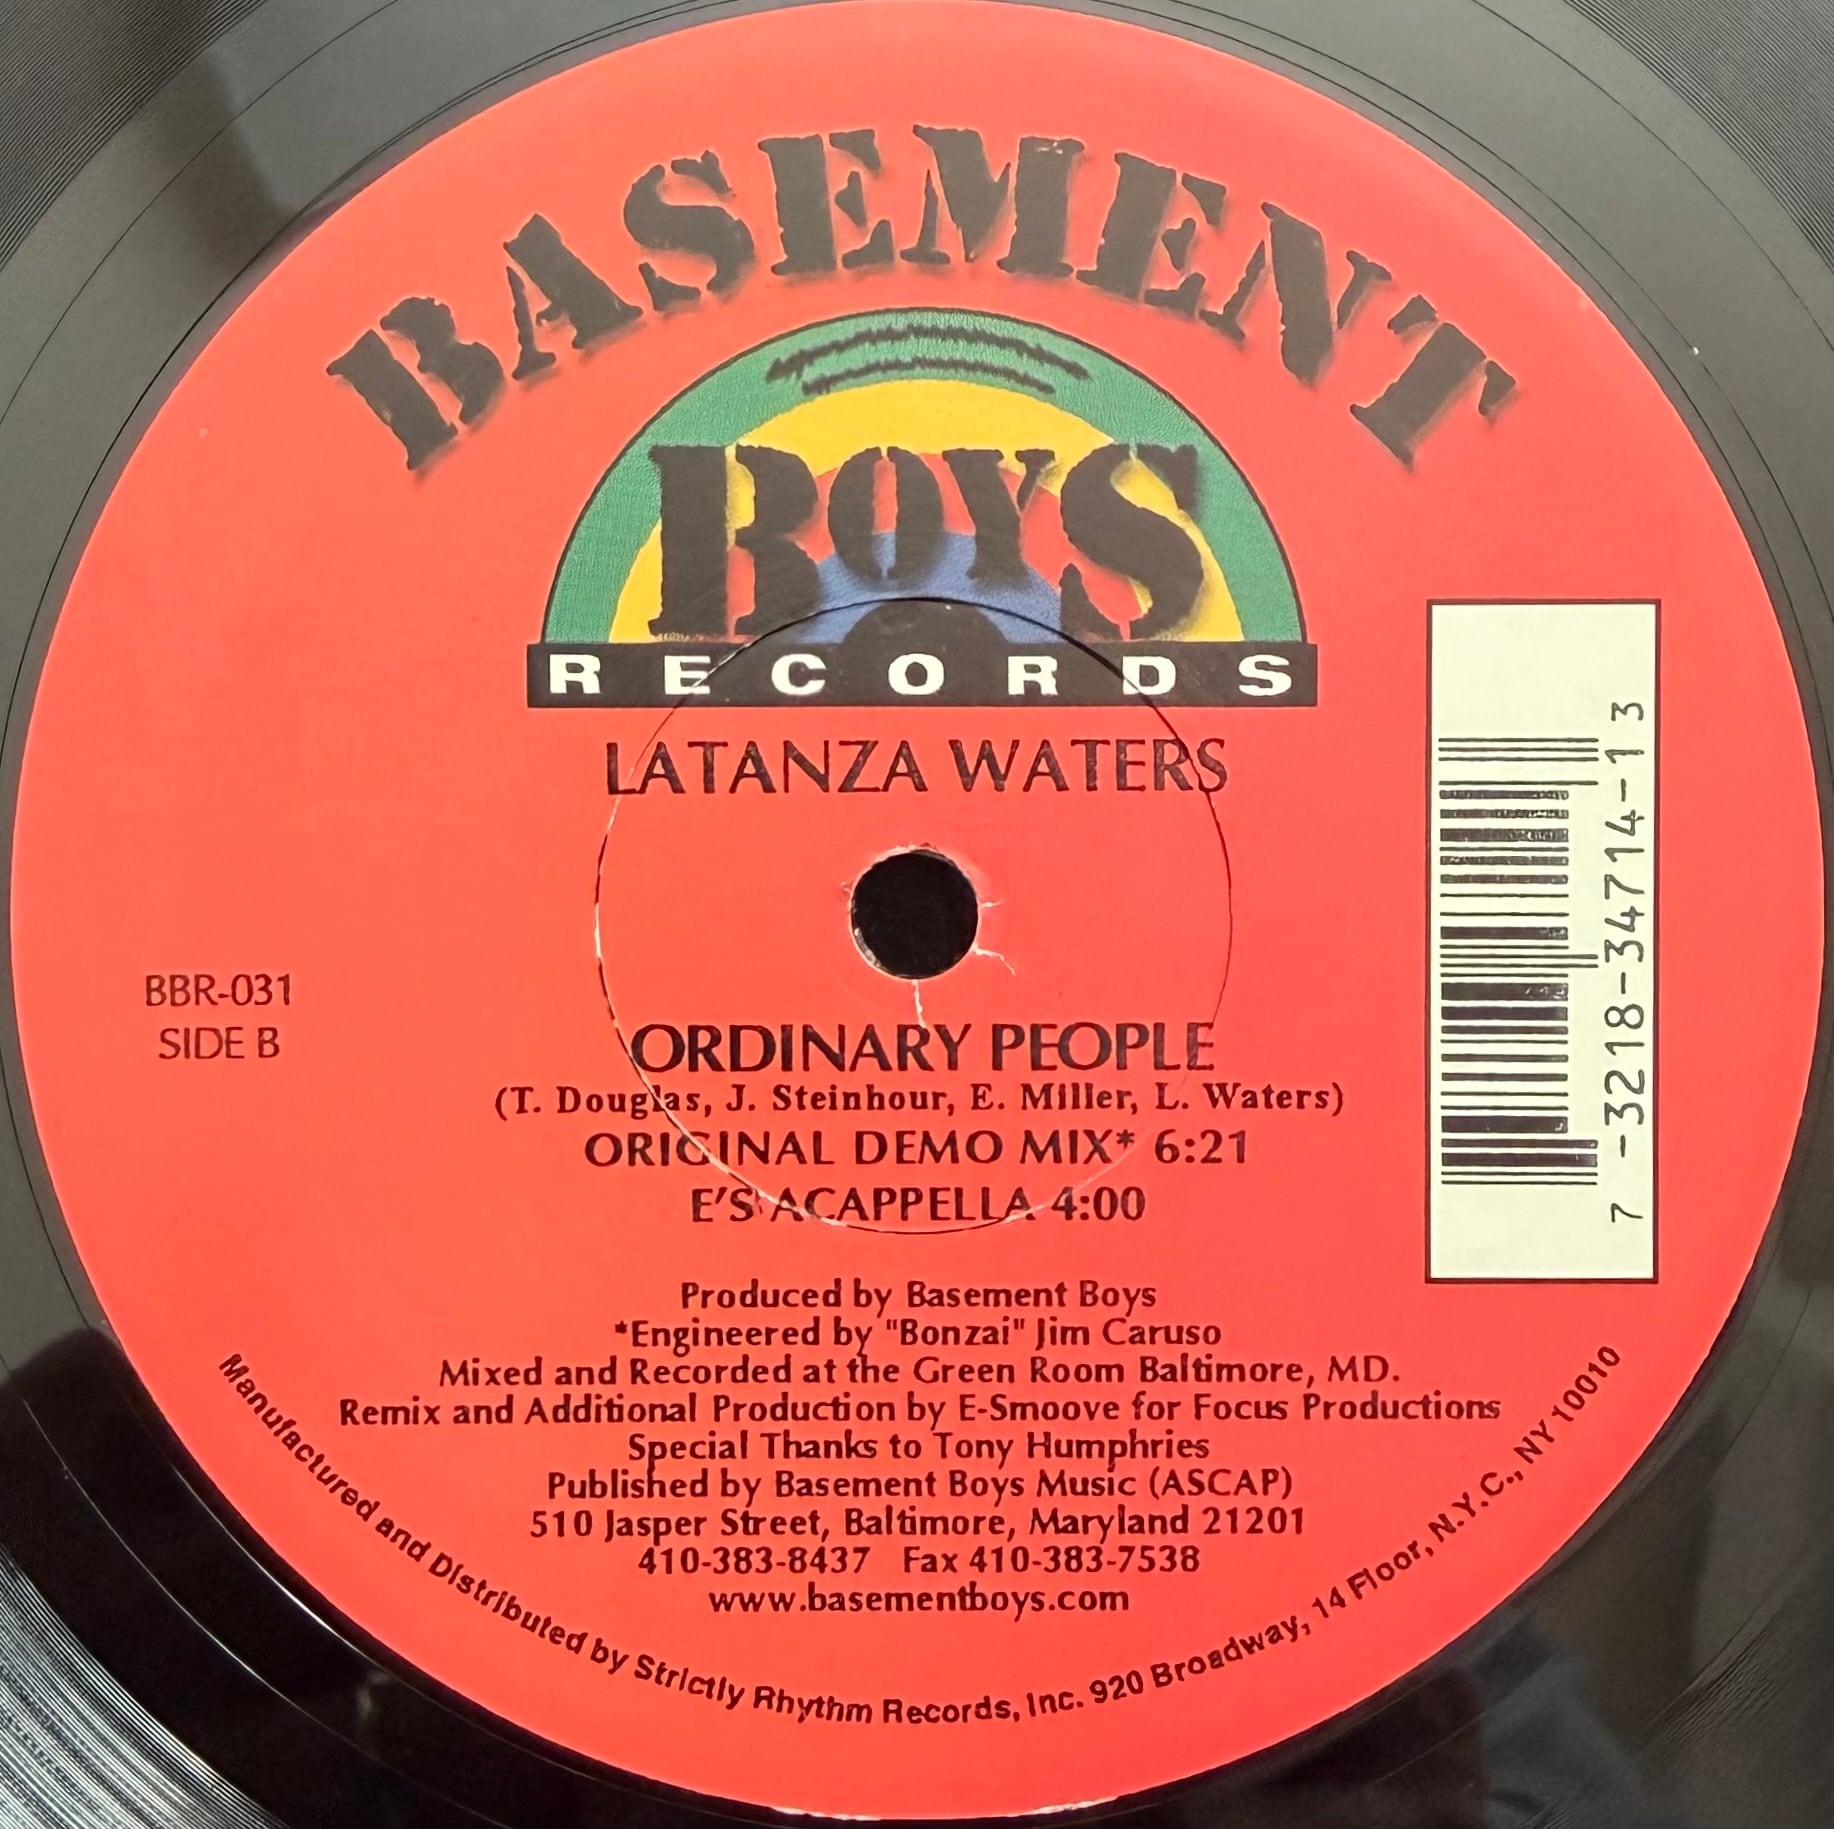 BASEMENT
BOYS
RECORDS
LATANZA WATERS
BBR-031
SIDE B
ORDINARY PEOPLE
(T. Douglas, J. Steinhour, E. Miller, L. Waters)
ORIGINAL DEMO MIX* 6:21
E'S ACAPPELLA 4:00
7 -3218-34714-1 3
Produced by Basement Boys
*Engineered by "Bonzai" Jim Caruso
Mixed and Recorded at the Green Room Baltimore, MD.
Remix and Additional Production by E-Smoove for Focus Productions
Special Thanks to Tony Humphries
Published by Basement Boys Music (ASCAP)
510 Jasper Street, Baltimore, Maryland 21201
410-383-8437 Fax 410-383-7538
www.basementboys.com
Manufactured and Distributed by Strictly Rhythm Records, Inc. 920 Broadway, 14 Floor, N.Y.C., NY 10010